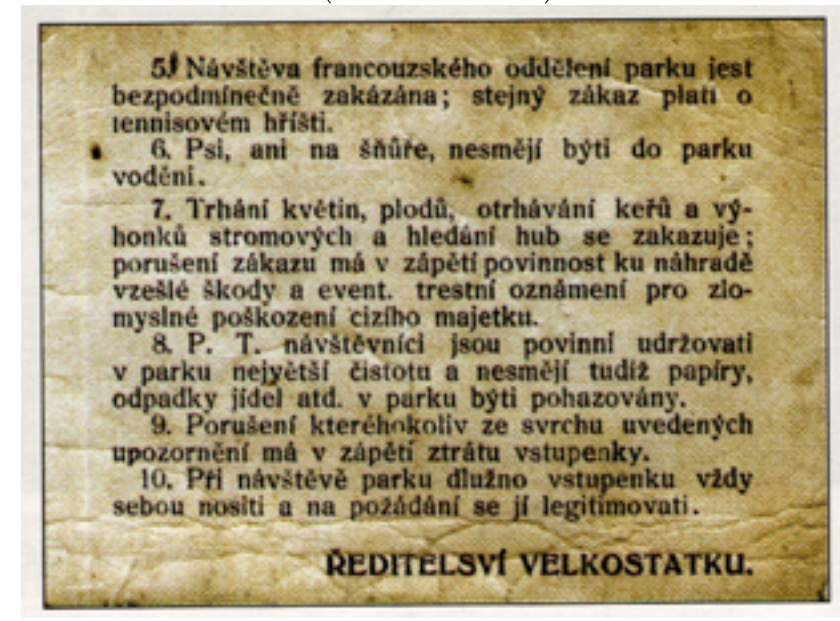 5. Návštěva francouzského oddělení parku jest
bezpodmínečně zakázána; stejný zákaz platí o
tennisovém hříšti.
6. Psi, ani na šňůře, nesmějí býti do parku
voděni.
7. Trhání květin, plodů, otrhávání keřů a vý-
honků stromových a hledání hub se zakazuje;
porušení zákazu má v zápětí povinnost ku náhradě
vzešlé škody a event. trestní oznámení pro zlo-
myslné poškození cizího majetku.
8. P. T. návštěvníci jsou povinni udržovati
v parku největší čistotu a nesmějí tudíž papíry,
odpadky jídel atd. v parku býti pohazovány.
9. Porušení kteréhokoliv ze svrchu uvedených
upozornění má v zápětí ztrátu vstupenky.
10. Při návštěvě parku dlužno vstupenku vždy
sebou nositi a na požádání se jí legitimovati.
ŘEDITELSVÍ VELKOSTATKU.